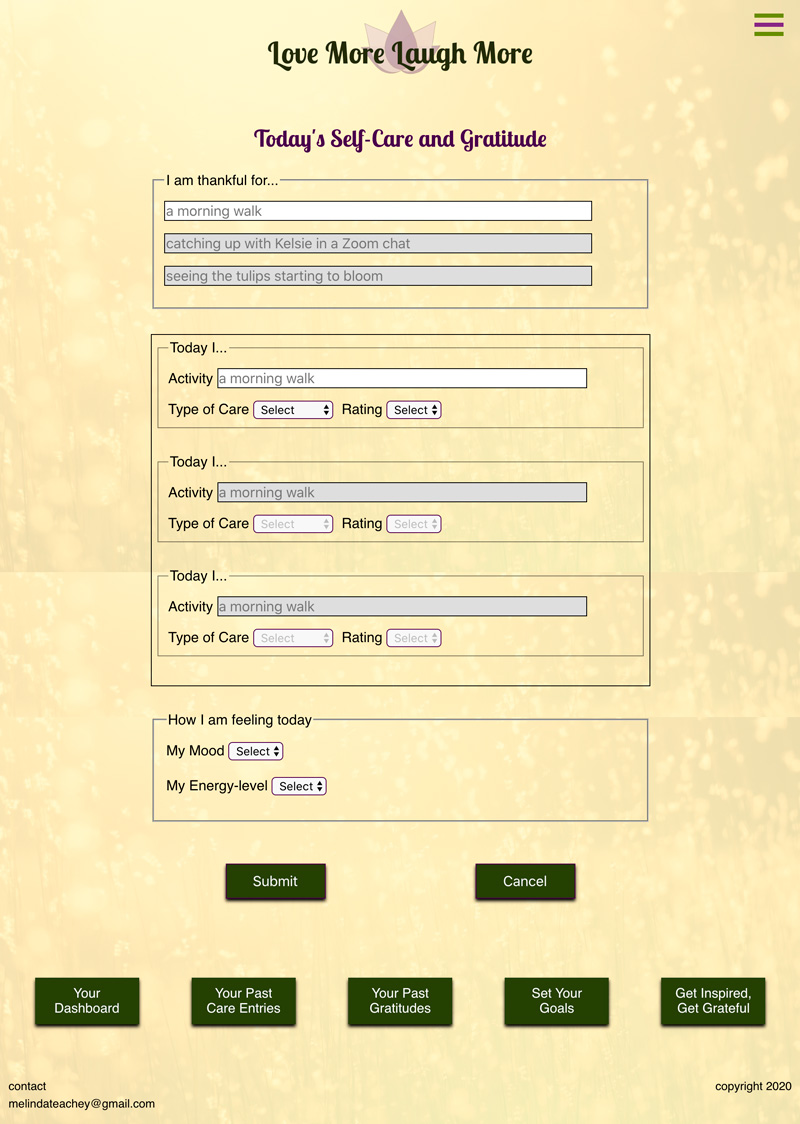 Love More Laugh More
Today's Self-Care and Gratitude
I am thankful for...
a morning walk
catching up with Kelsie in a Zoom chat
seeing the tulips starting to bloom
Today I...
Activity a morning walk
Type of Care Select Rating Select
Today I...
Activity a morning walk
Type of Care Select Rating Select
Today I...
Activity a morning walk
Type of Care Select Rating Select
How I am feeling today
My Mood Select
My Energy-level Select
Submit Cancel
Your Dashboard
Your Past Care Entries
Your Past Gratitudes
Set Your Goals
Get Inspired, Get Grateful
contact copyright 2020
melindateachey@gmail.com